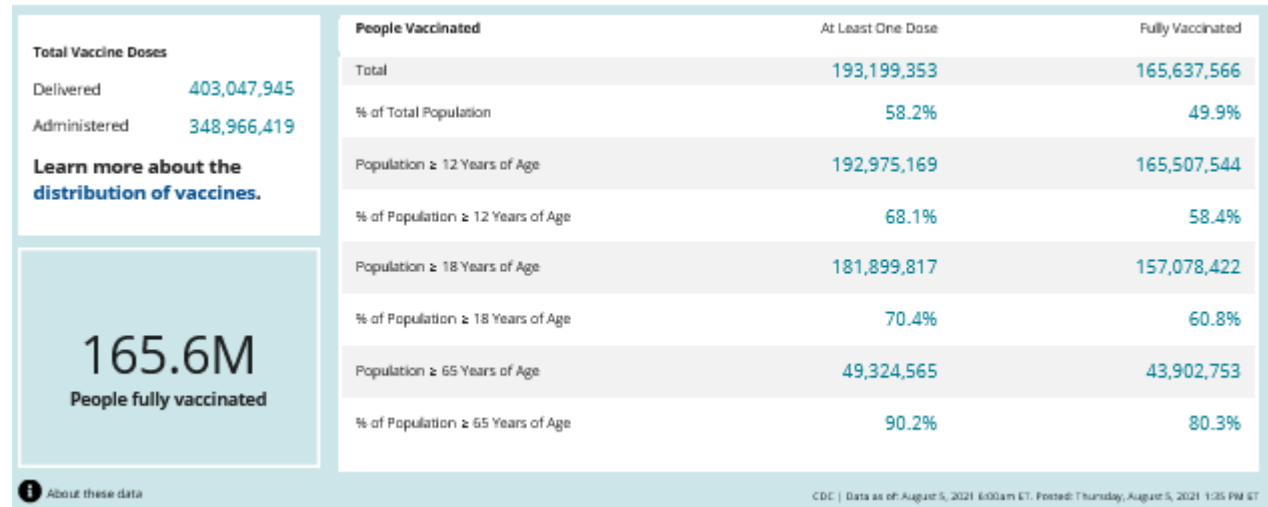 Total Vaccine Doses
Delivered 403,047,945
Administered 348,966,419
Learn more about the
distribution of vaccines.
165.6M
People fully vaccinated
People Vaccinated At Least One Dose Fully Vaccinated
Total 193,199,353 165,637,566
% of Total Population 58.2% 49.9%
Population ≥ 12 Years of Age 192,975,169 165,507,544
% of Population ≥ 12 Years of Age 68.1% 58.4%
Population ≥ 18 Years of Age 181,899,817 157,078,422
% of Population ≥ 18 Years of Age 70.4% 60.8%
Population ≥ 65 Years of Age 49,324,565 43,902,753
% of Population ≥ 65 Years of Age 90.2% 80.3%
i About these data
CDC | Data as of: August 5, 2021 6:00am ET. Posted: Thursday, August 5, 2021 1:35 PM ET